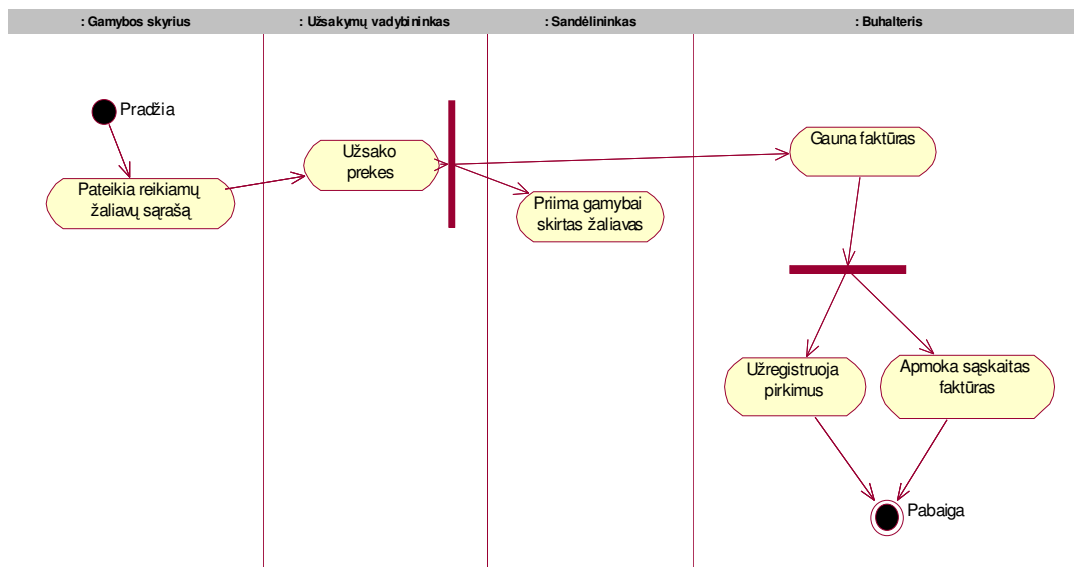 : Gamybos skyrius
: Užsakymų vadybininkas
: Sandėlininkas
: Buhalteris
Pradžia
Pateikia reikiamų
žaliavų sąrašą
Užsako
prekes
Priima gamybai
skirtas žaliavas
Gauna faktūras
Užregistruoja
pirkimus
Apmoka sąskaitas
faktūras
Pabaiga